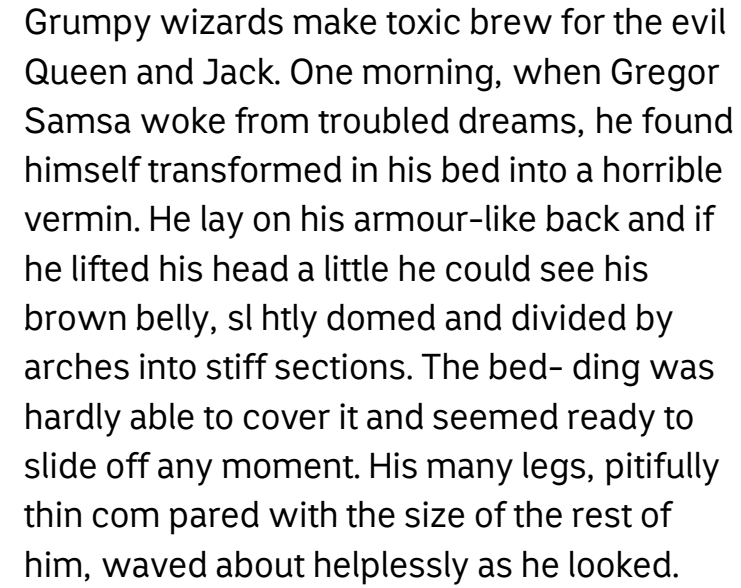 Grumpy wizards make toxic brew for the evil
Queen and Jack. One morning, when Gregor
Samsa woke from troubled dreams, he found
himself transformed in his bed into a horrible
vermin. He lay on his armour-like back and if
he lifted his head a little he could see his
brown belly, sl htly domed and divided by
arches into stiff sections. The bed- ding was
hardly able to cover it and seemed ready to
slide off any moment. His many legs, pitifully
thin com pared with the size of the rest of
him, waved about helplessly as he looked.